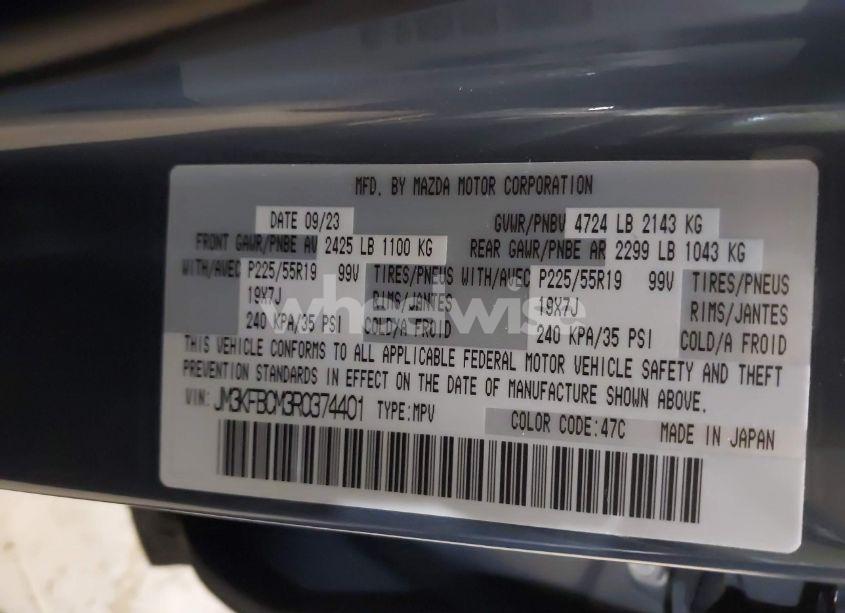 MFD. BY MAZDA MOTOR CORPORATION
DATE 09/23 GVWR/PNBV 4724 LB 2143 KG
FRONT GAWR/PNBE AV 2425 LB 1100 KG REAR GAWR/PNBE AR 2299 LB 1043 KG
WITH/AVEC P225/55R19 99V TIRES/PNEUS WITH/AVEC P225/55R19 99V TIRES/PNEUS
19X7J RIMS/JANTES 19X7J RIMS/JANTES
240 KPA/35 PSI COLD/A FROID 240 KPA/35 PSI COLD/A FROID
wheelwise
THIS VEHICLE CONFORMS TO ALL APPLICABLE FEDERAL MOTOR VEHICLE SAFETY AND THEFT
PREVENTION STANDARDS IN EFFECT ON THE DATE OF MANUFACTURE SHOWN ABOVE.
VIN: JM3KFBCM3R0374401 TYPE:MPV COLOR CODE:47C MADE IN JAPAN